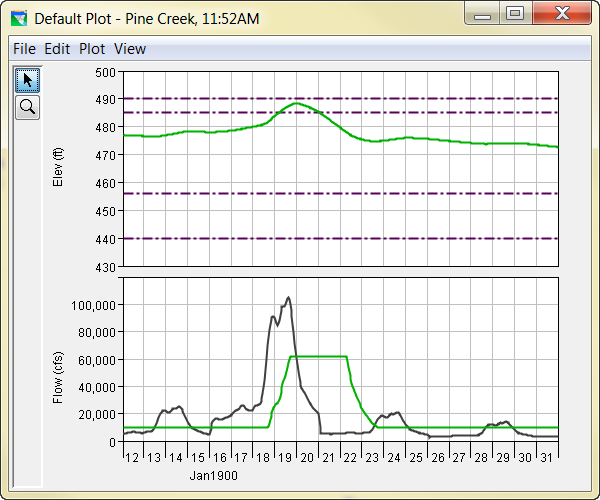 Default Plot - Pine Creek, 11:52AM
File Edit Plot View
500
490
480
470
460
450
440
430
Elev (ft)
100,000
80,000
60,000
40,000
20,000
0
Flow (cfs)
12 13 14 15 16 17 18 19 20 21 22 23 24 25 26 27 28 29 30 31
Jan1900